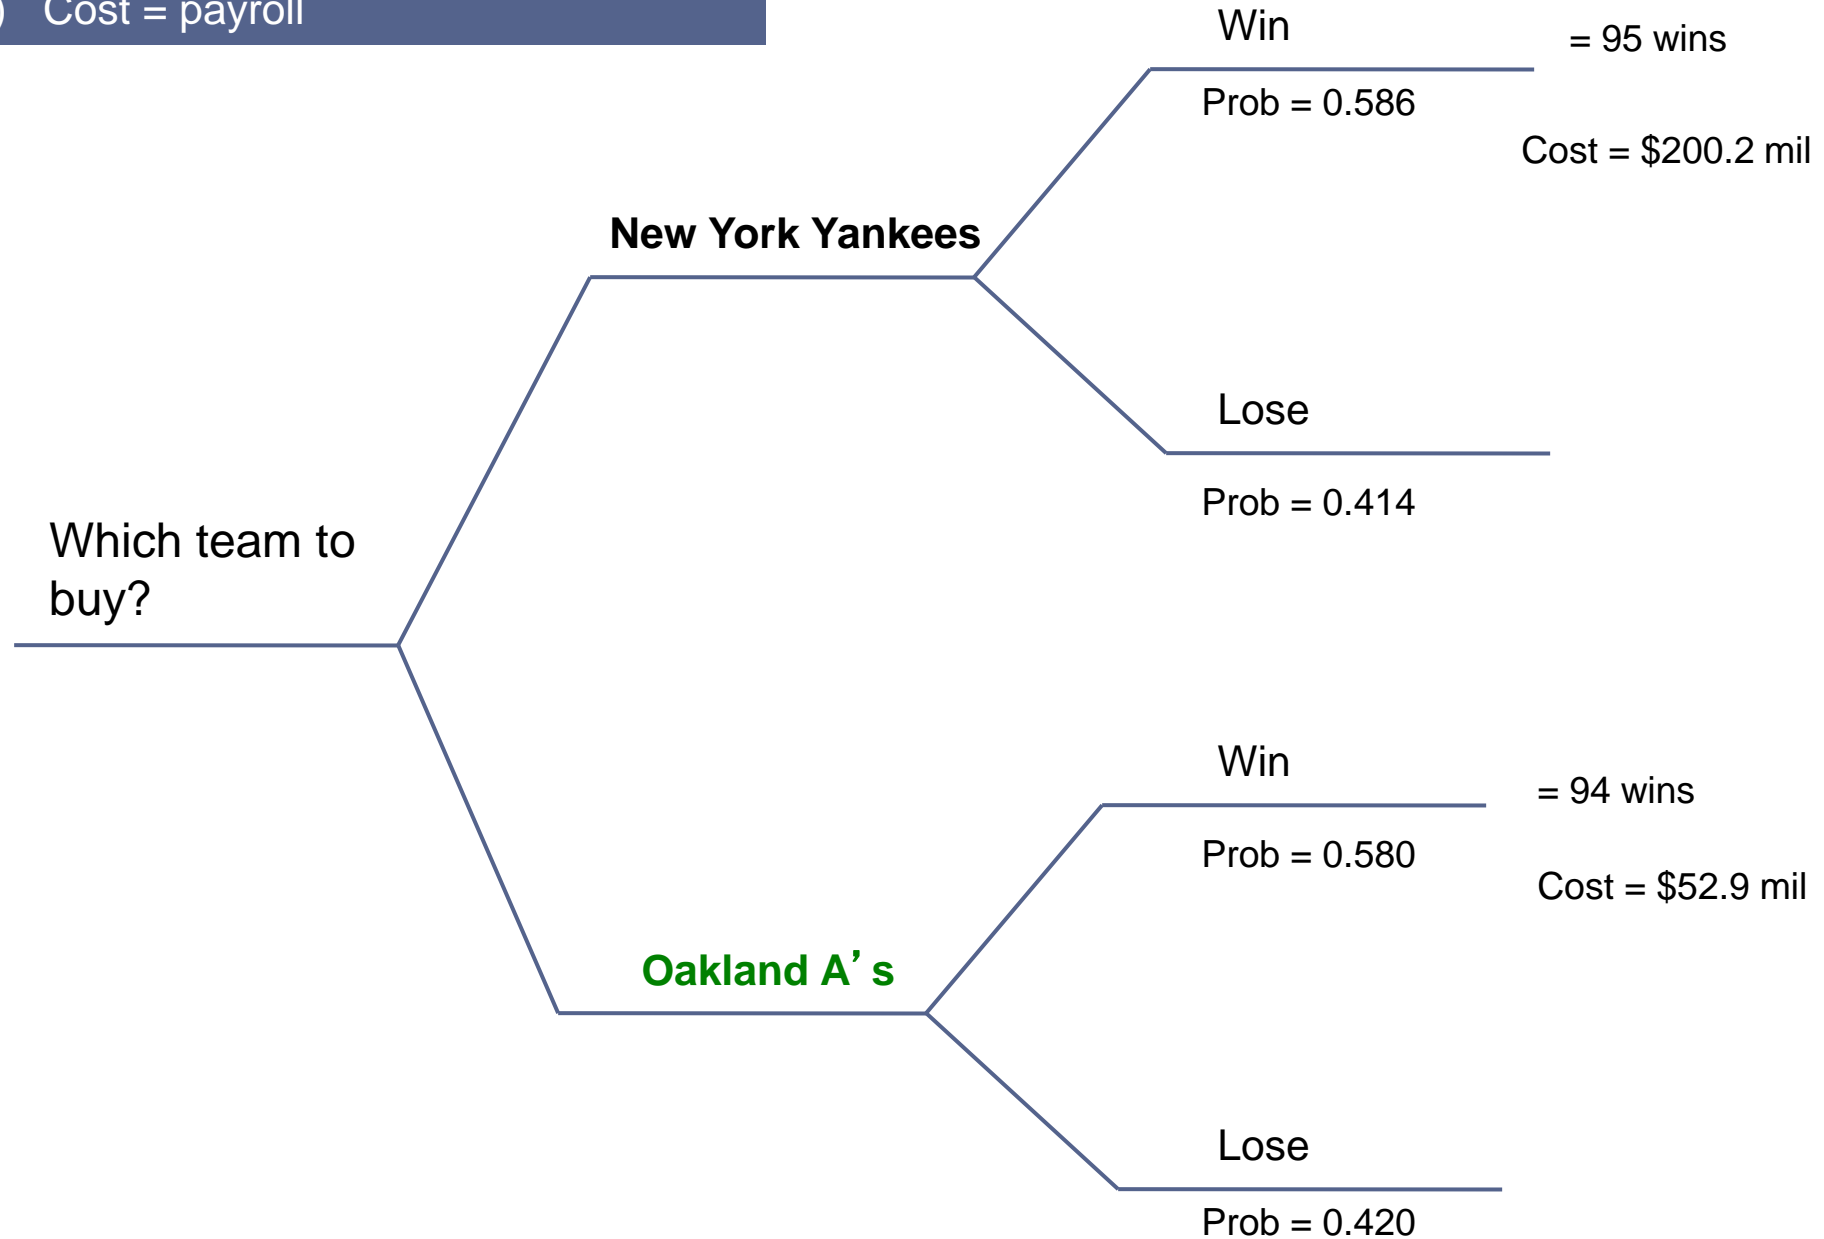 ) Cost = payroll
Win
= 95 wins
Prob = 0.586
Cost = $200.2 mil
New York Yankees
Lose
Prob = 0.414
Which team to
buy?
Win
= 94 wins
Prob = 0.580
Cost = $52.9 mil
Oakland A’s
Lose
Prob = 0.420